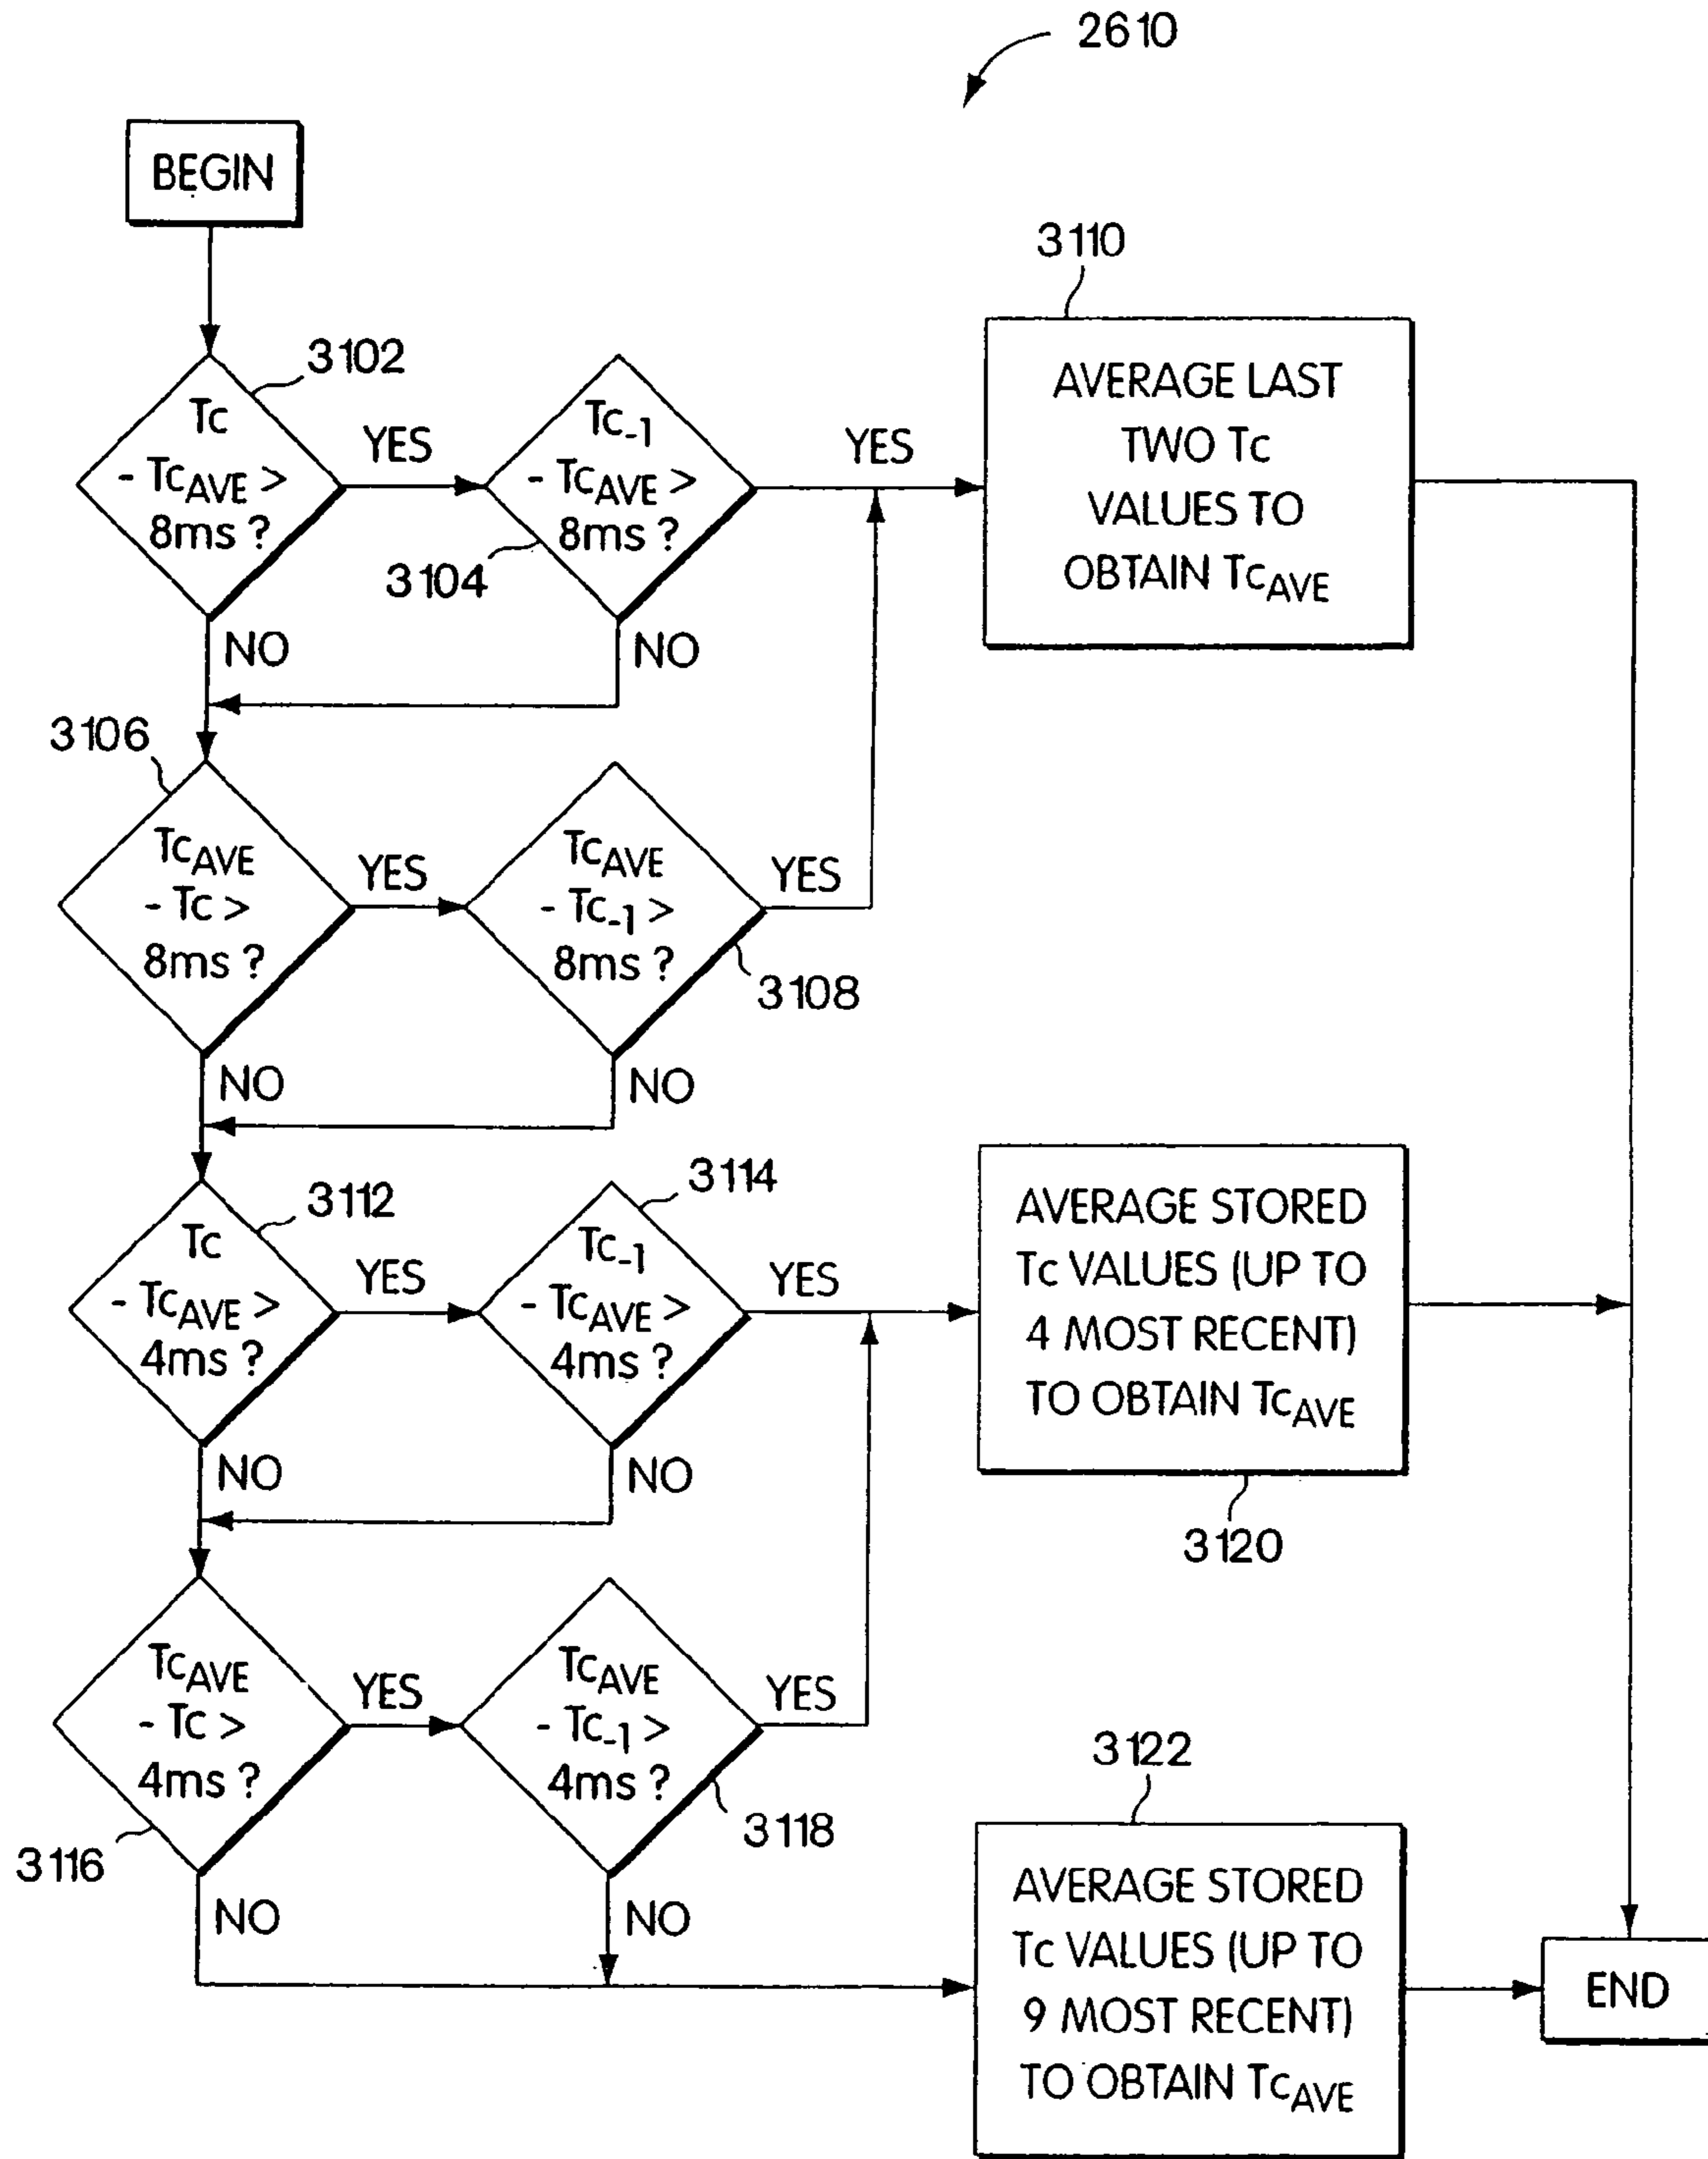 2610
BEGIN
3102
Tc
- TcAVE >
8ms ?
YES
NO
3104
Tc-1
- TcAVE >
8ms ?
YES
NO
3110
AVERAGE LAST
TWO Tc
VALUES TO
OBTAIN TcAVE
3106
TcAVE
- Tc >
8ms ?
YES
NO
TcAVE
- Tc-1 >
8ms ?
3108
YES
NO
3112
Tc
- TcAVE >
4ms ?
YES
NO
3114
Tc-1
- TcAVE >
4ms ?
YES
NO
AVERAGE STORED
Tc VALUES (UP TO
4 MOST RECENT)
TO OBTAIN TcAVE
3120
TcAVE
- Tc >
4ms ?
3116
YES
NO
TcAVE
- Tc-1 >
4ms ?
3118
YES
NO
3122
AVERAGE STORED
Tc VALUES (UP TO
9 MOST RECENT)
TO OBTAIN TcAVE
END